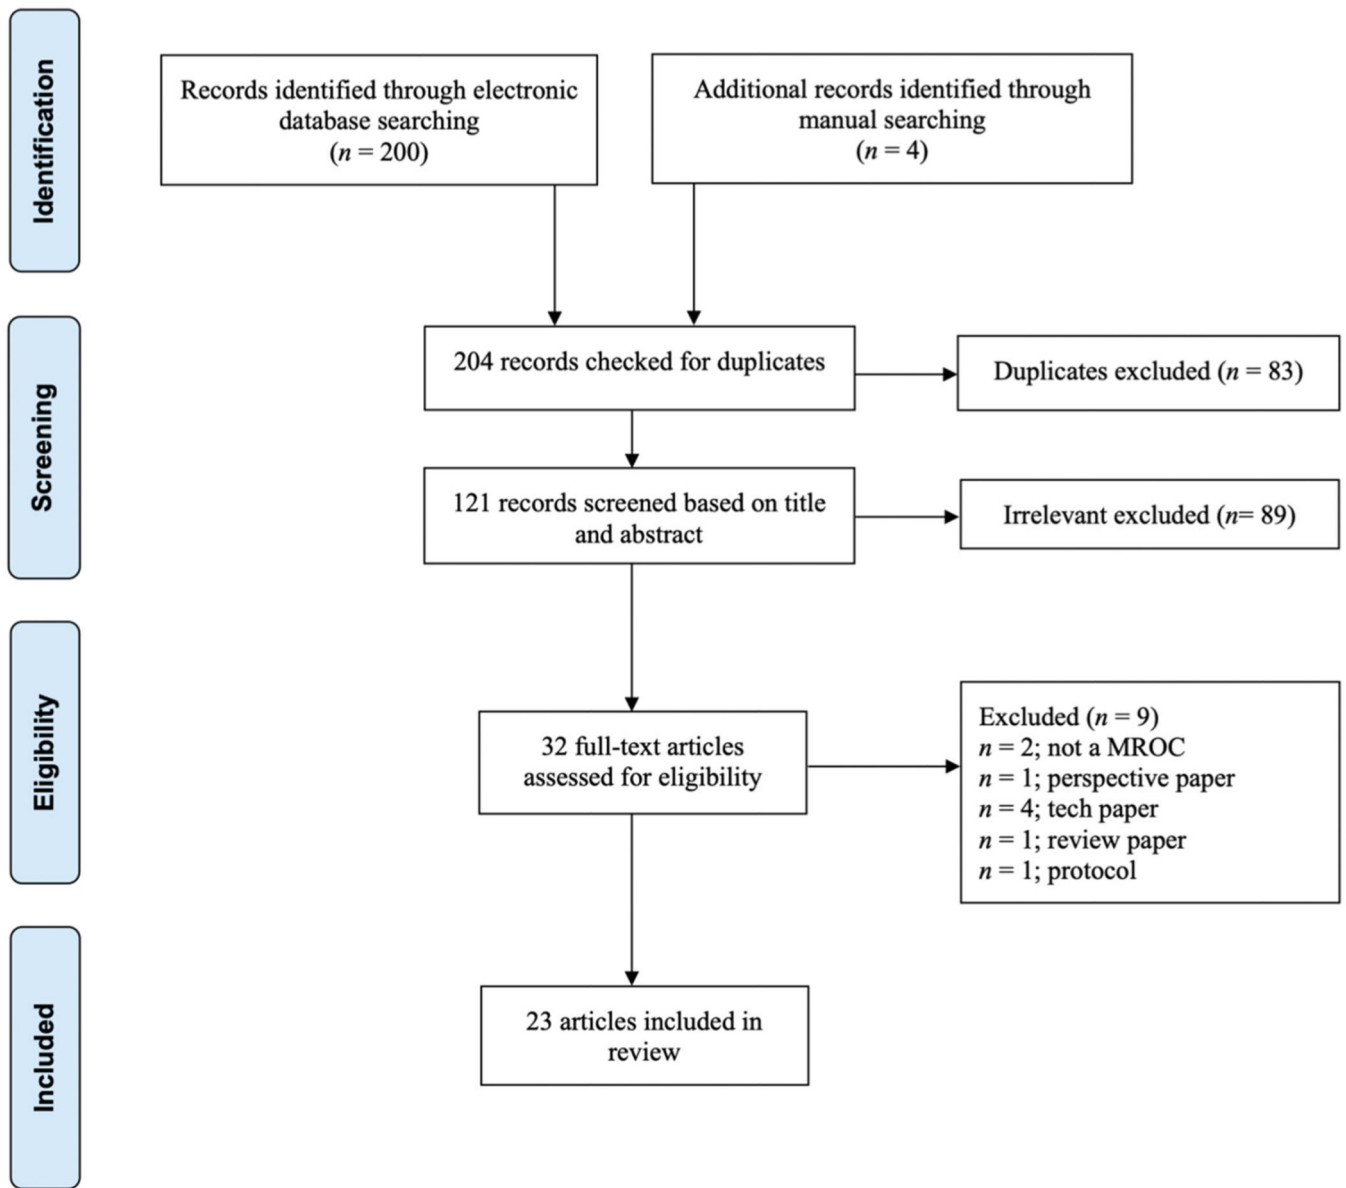 Identification
Records identified through electronic
database searching
(n = 200)
Additional records identified through
manual searching
(n = 4)
Screening
204 records checked for duplicates
Duplicates excluded (n = 83)
121 records screened based on title
and abstract
Irrelevant excluded (n= 89)
Eligibility
32 full-text articles
assessed for eligibility
Excluded (n = 9)
n = 2; not a MROC
n = 1; perspective paper
n = 4; tech paper
n = 1; review paper
n = 1; protocol
Included
23 articles included in
review